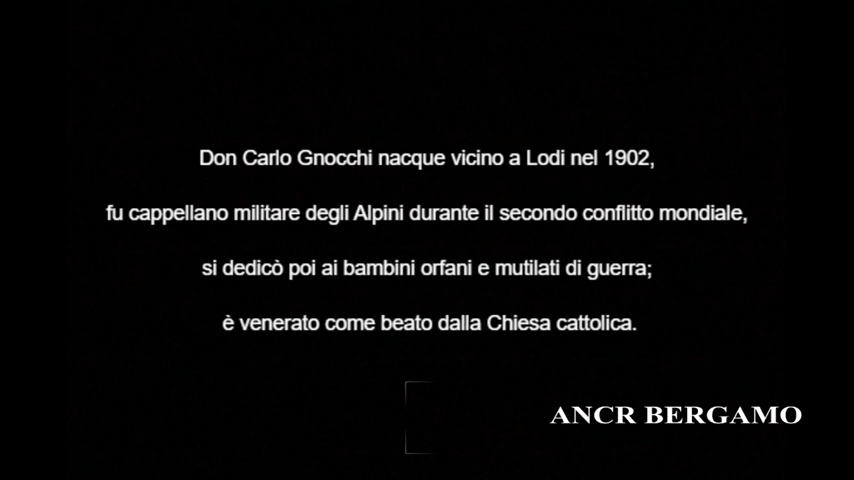 Don Carlo Gnocchi nacque vicino a Lodi nel 1902,
fu cappellano militare degli Alpini durante il secondo conflitto mondiale,
si dedicò poi ai bambini orfani e mutilati di guerra;
è venerato come beato dalla Chiesa cattolica.
ANCR BERGAMO